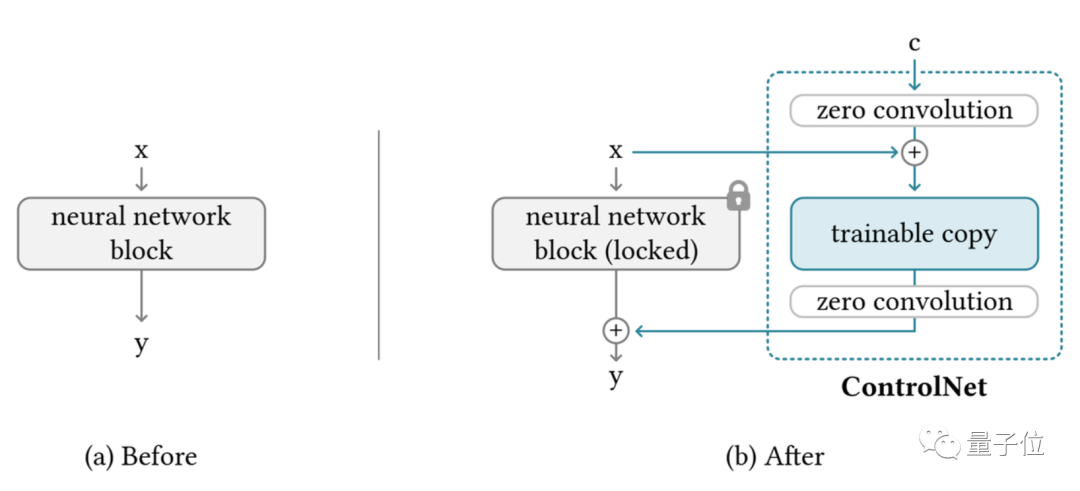 x
neural network
block
y
(a) Before
c
zero convolution
+
x
neural network
block (locked)
trainable copy
zero convolution
+
y
ControlNet
(b) After
量子位